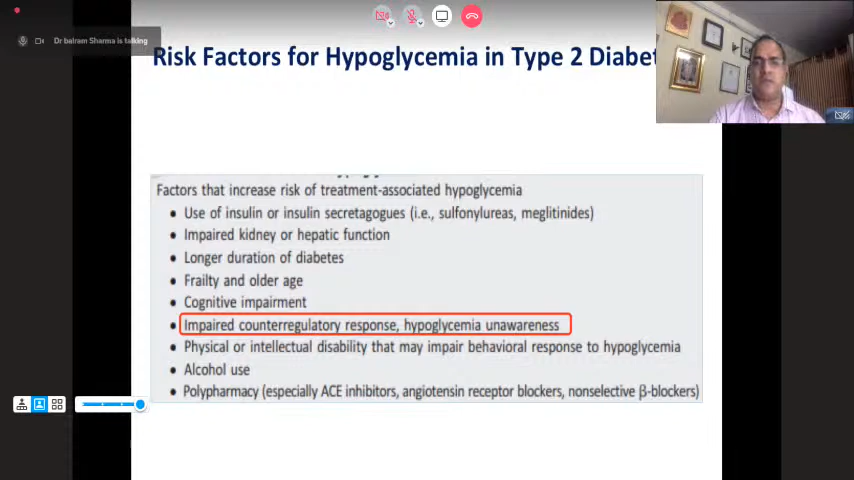 Dr balram Sharma is talking
Risk Factors for Hypoglycemia in Type 2 Diabet
Factors that increase risk of treatment-associated hypoglycemia
• Use of insulin or insulin secretagogues (i.e., sulfonylureas, meglitinides)
• Impaired kidney or hepatic function
• Longer duration of diabetes
• Frailty and older age
• Cognitive impairment
• Impaired counterregulatory response, hypoglycemia unawareness
• Physical or intellectual disability that may impair behavioral response to hypoglycemia
• Alcohol use
• Polypharmacy (especially ACE inhibitors, angiotensin receptor blockers, nonselective β-blockers)